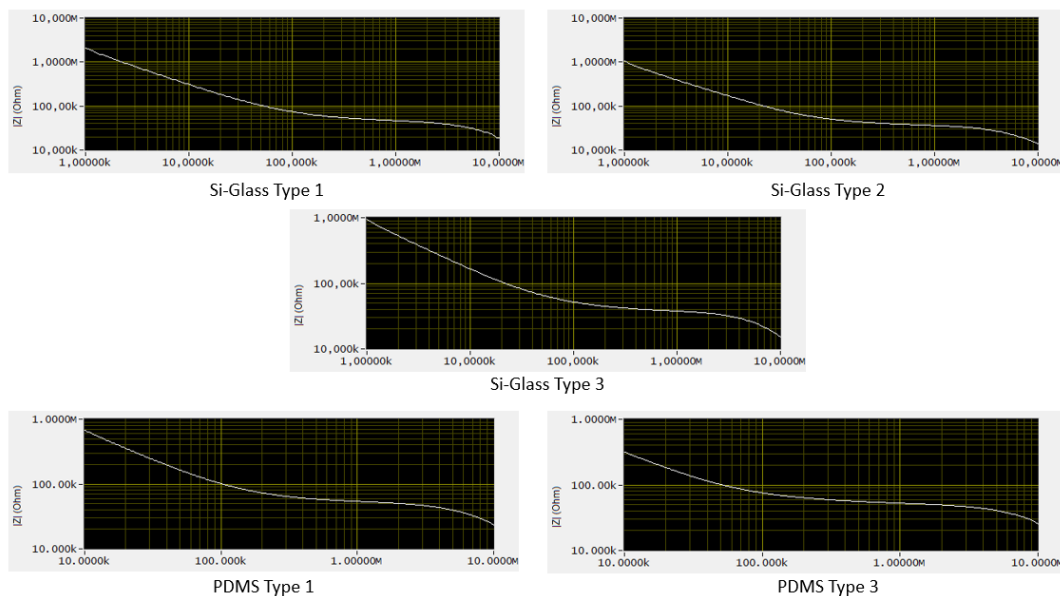 10,000M
1,0000M
100,00k
10,000k
|Z| (Ohm)
1,00000k 10,0000k 100,000k 1,00000M 10,0000M
Si-Glass Type 1
10,000M
1,0000M
100,00k
10,000k
|Z| (Ohm)
1,00000k 10,0000k 100,000k 1,00000M 10,0000M
Si-Glass Type 2
1,0000M
100,00k
10,000k
|Z| (Ohm)
1,00000k 10,0000k 100,000k 1,00000M 10,0000M
Si-Glass Type 3
1.0000M
100.00k
10.000k
|Z| (Ohm)
10.0000k 100.000k 1.00000M 10.0000M
PDMS Type 1
1.0000M
100.00k
10.000k
|Z| (Ohm)
10.0000k 100.000k 1.00000M 10.0000M
PDMS Type 3